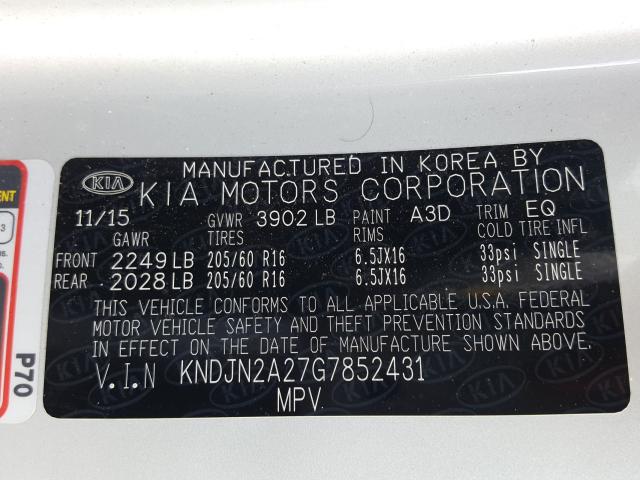 MANUFACTURED IN KOREA BY
KIA KIA MOTORS CORPORATION
11/15 GVWR 3902 LB PAINT A3D TRIM EQ
GAWR TIRES RIMS COLD TIRE INFL
FRONT 2249 LB 205/60 R16 6.5JX16 33psi SINGLE
REAR 2028 LB 205/60 R16 6.5JX16 33psi SINGLE
THIS VEHICLE CONFORMS TO ALL APPLICABLE U.S.A. FEDERAL
MOTOR VEHICLE SAFETY AND THEFT PREVENTION STANDARDS
IN EFFECT ON THE DATE OF MANUFACTURE SHOWN ABOVE.
V.I.N KNDJN2A27G7852431
MPV
P70